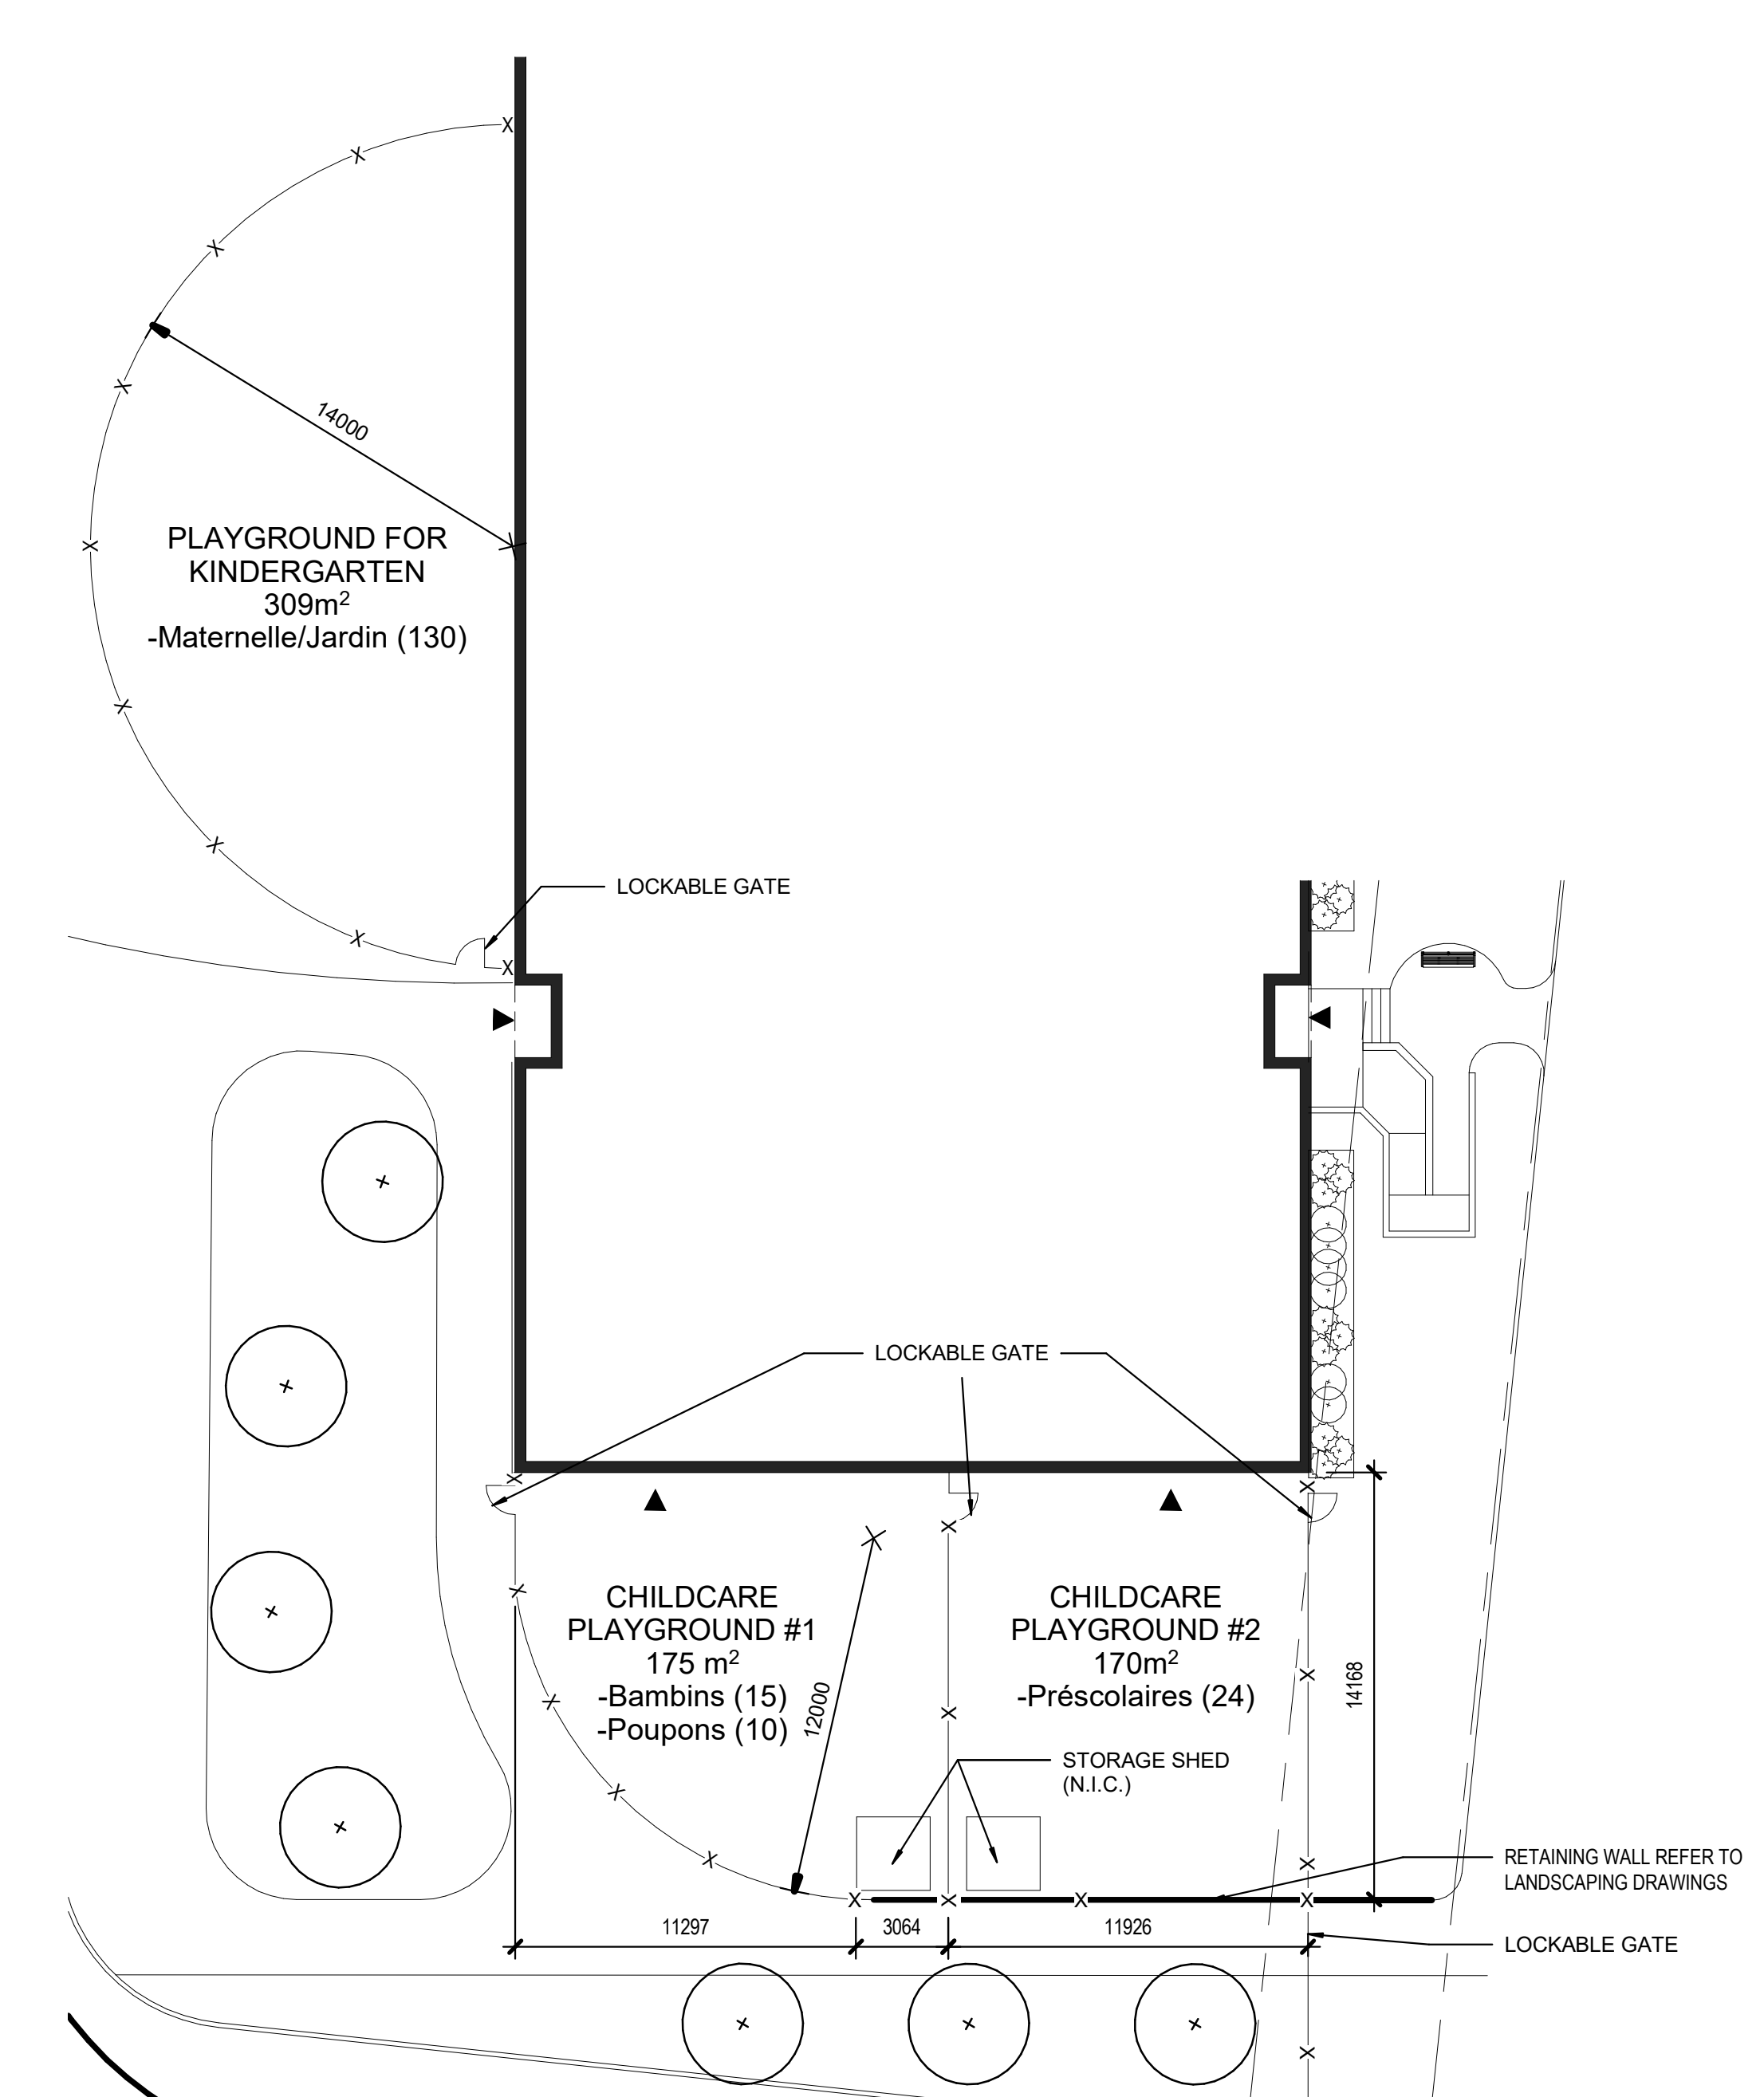 14000
PLAYGROUND FOR
KINDERGARTEN
309m²
-Maternelle/Jardin (130)
LOCKABLE GATE
LOCKABLE GATE
CHILDCARE
PLAYGROUND #1
175 m²
-Bambins (15)
-Poupons (10)
12000
CHILDCARE
PLAYGROUND #2
170m²
-Préscolaires (24)
14168
STORAGE SHED
(N.I.C.)
RETAINING WALL REFER TO
LANDSCAPING DRAWINGS
11297
3064
11926
LOCKABLE GATE